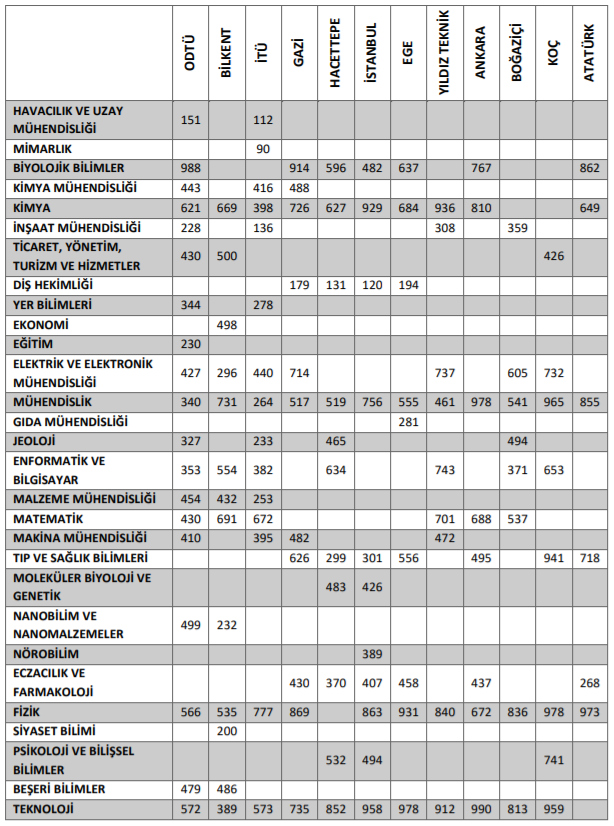 ODTÜ BİLKENT İTÜ GAZİ HACETTEPE İSTANBUL EGE YILDIZ TEKNİK ANKARA BOĞAZİÇİ KOÇ ATATÜRK
HAVACILIK VE UZAY
MÜHENDİSLİĞİ 151 112
MİMARLIK 90
BİYOLOJİK BİLİMLER 988 914 596 482 637 767 862
KİMYA MÜHENDİSLİĞİ 443 416 488
KİMYA 621 669 398 726 627 929 684 936 810 649
İNŞAAT MÜHENDİSLİĞİ 228 136 308 359
TİCARET, YÖNETİM,
TURİZM VE HİZMETLER 430 500 426
DİŞ HEKİMLİĞİ 179 131 120 194
YER BİLİMLERİ 344 278
EKONOMİ 498
EĞİTİM 230
ELEKTRİK VE ELEKTRONİK
MÜHENDİSLİĞİ 427 296 440 714 737 605 732
MÜHENDİSLİK 340 731 264 517 519 756 555 461 978 541 965 855
GIDA MÜHENDİSLİĞİ 281
JEOLOJİ 327 233 465 494
ENFORMATİK VE
BİLGİSAYAR 353 554 382 634 743 371 653
MALZEME MÜHENDİSLİĞİ 454 432 253
MATEMATİK 430 691 672 701 688 537
MAKİNA MÜHENDİSLİĞİ 410 395 482 472
TIP VE SAĞLIK BİLİMLERİ 626 299 301 556 495 941 718
MOLEKÜLER BİYOLOJİ VE
GENETİK 483 426
NANOBİLİM VE
NANOMALZEMELER 499 232
NÖROBİLİM 389
ECZACILIK VE
FARMAKOLOJİ 430 370 407 458 437 268
FİZİK 566 535 777 869 863 931 840 672 836 978 973
SİYASET BİLİMİ 200
PSİKOLOJİ VE BİLİŞSEL
BİLİMLER 532 494 741
BEŞERİ BİLİMLER 479 486
TEKNOLOJİ 572 389 573 735 852 958 978 912 990 813 959